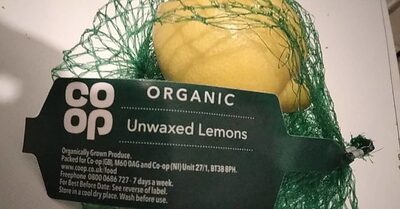 CO
OP
ORGANIC
Unwaxed Lemons
Organically Grown Produce.
Packed for Co-op (GB), M60 0AG and Co-op (NI) Unit 27/1, BT38 8PH.
www.coop.co.uk/food
Freephone 0800 0686 727 - 7 days a week.
For Best Before Date: See reverse of label.
Store in a cool dry place. Wash before use.